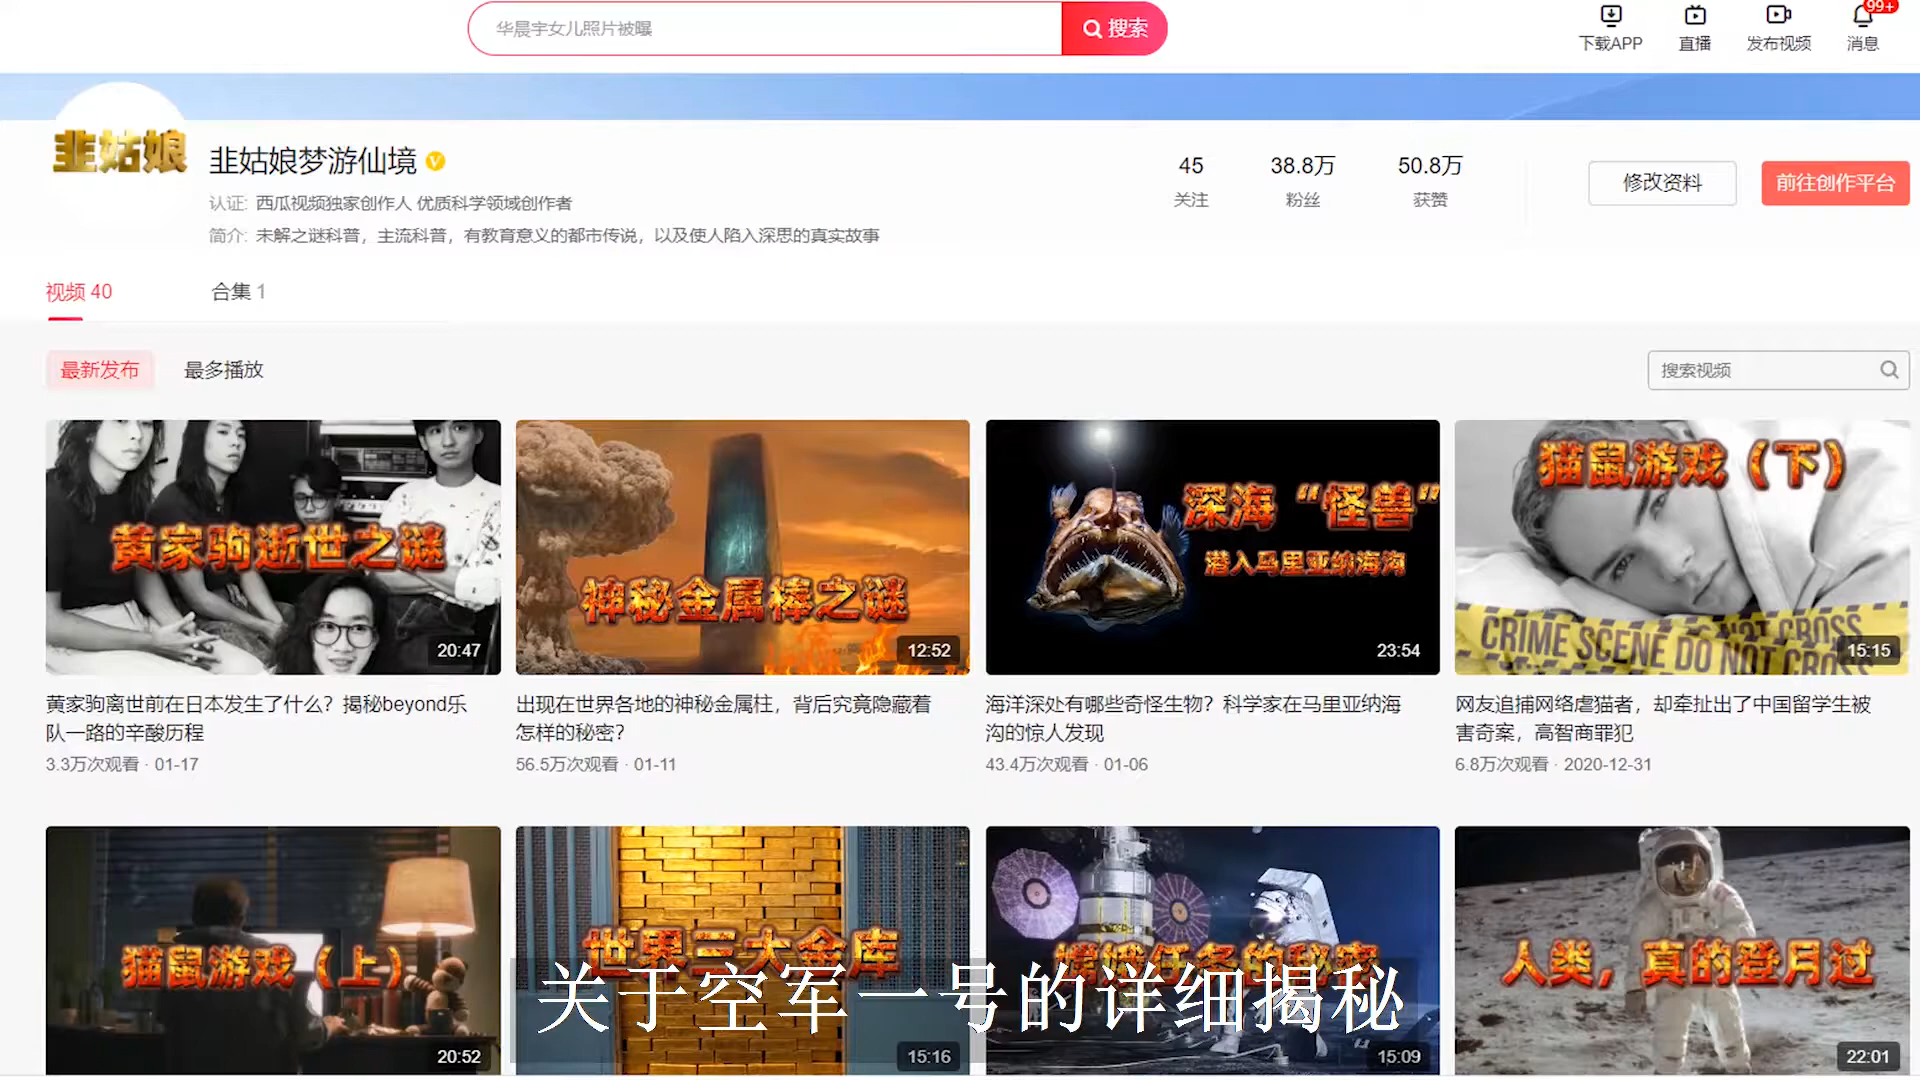 华晨宇女儿照片被曝
搜索
下载APP
直播
发布视频
消息
99+
韭姑娘
韭姑娘梦游仙境
45
关注
38.8万
粉丝
50.8万
获赞
修改资料
前往创作平台
认证: 西瓜视频独家创作人 优质科学领域创作者
简介: 未解之谜科普，主流科普，有教育意义的都市传说，以及使人陷入深思的真实故事
视频 40
合集 1
最新发布
最多播放
搜索视频
黄家驹逝世之谜
20:47
神秘金属棒之谜
12:52
深海“怪兽”
潜入马里亚纳海沟
23:54
猫鼠游戏（下）
CRIME SCENE DO NOT CROSS
15:15
黄家驹离世前在日本发生了什么？揭秘beyond乐
队一路的辛酸历程
3.3万次观看 · 01-17
出现在世界各地的神秘金属柱，背后究竟隐藏着
怎样的秘密？
56.5万次观看 · 01-11
海洋深处有哪些奇怪生物？科学家在马里亚纳海
沟的惊人发现
43.4万次观看 · 01-06
网友追捕网络虐猫者，却牵扯出了中国留学生被
害奇案，高智商罪犯
6.8万次观看 · 2020-12-31
猫鼠游戏（上）
20:52
世界三大金库
15:16
嫦娥任务的秘密
15:09
人类，真的登月过
22:01
关于空军一号的详细揭秘